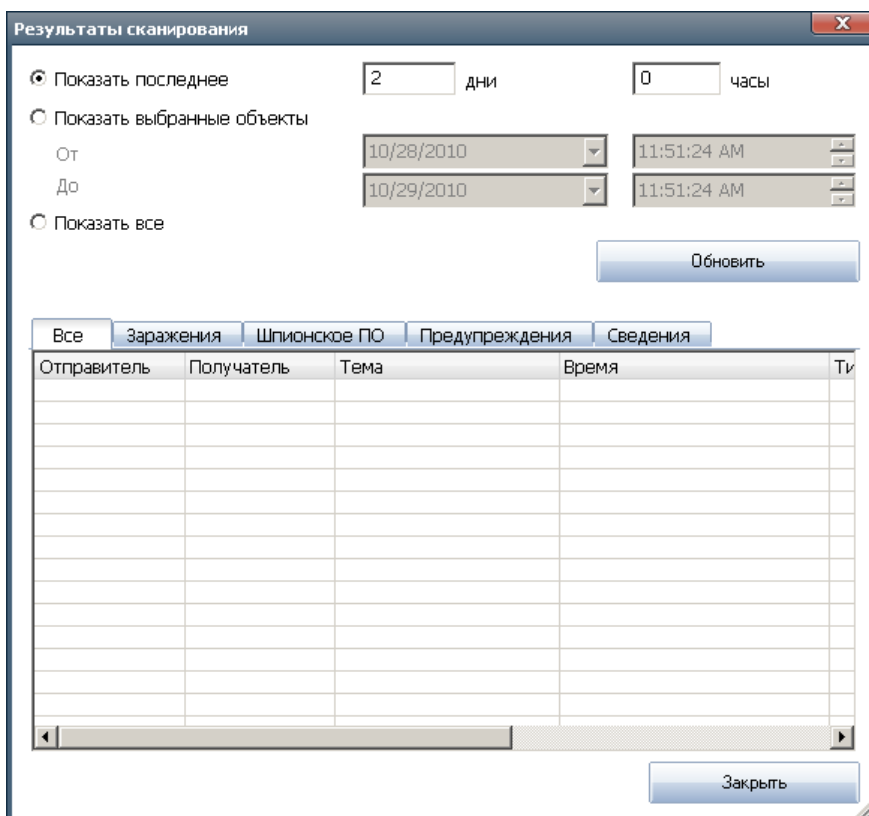 Результаты сканирования
Показать последнее 2 дни 0 часы
Показать выбранные объекты
От 10/28/2010 11:51:24 AM
До 10/29/2010 11:51:24 AM
Показать все
Обновить
Все Заражения Шпионское ПО Предупреждения Сведения
Отправитель Получатель Тема Время Ти
Закрыть